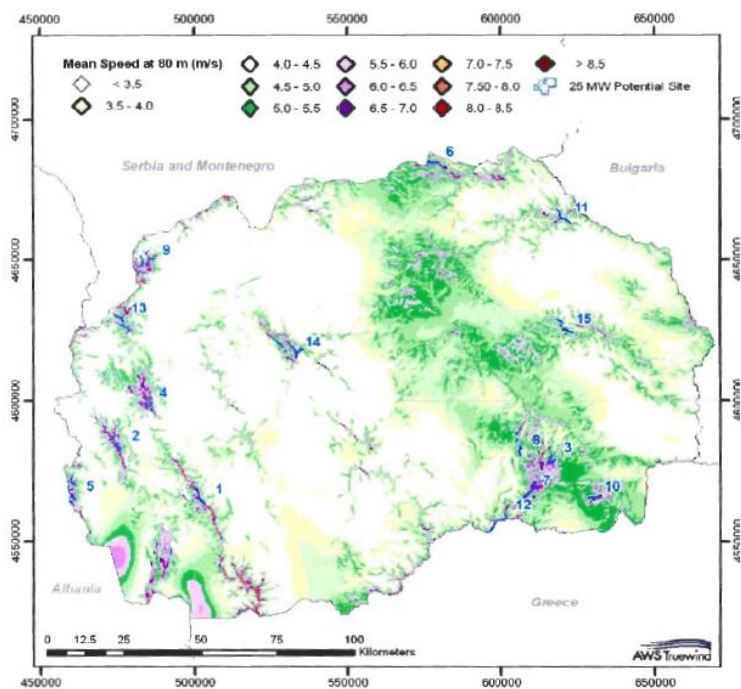 450000 500000 550000 600000 650000
Mean Speed at 80 m (m/s)
< 3.5
3.5 - 4.0
4.0 - 4.5
4.5 - 5.0
5.0 - 5.5
5.5 - 6.0
6.0 - 6.5
6.5 - 7.0
7.0 - 7.5
7.50 - 8.0
8.0 - 8.5
> 8.5
25 MW Potential Site
4700000 4700000
Serbia and Montenegro
6
Bulgaria
11
4650000 9 4650000
13
15
14
4600000 4 4600000
2
8
3
5
1
7
10
12
4550000 4550000
Albania
Greece
0 12.5 25 50 75 100
Kilometers
AWS Truewind
450000 500000 550000 600000 650000